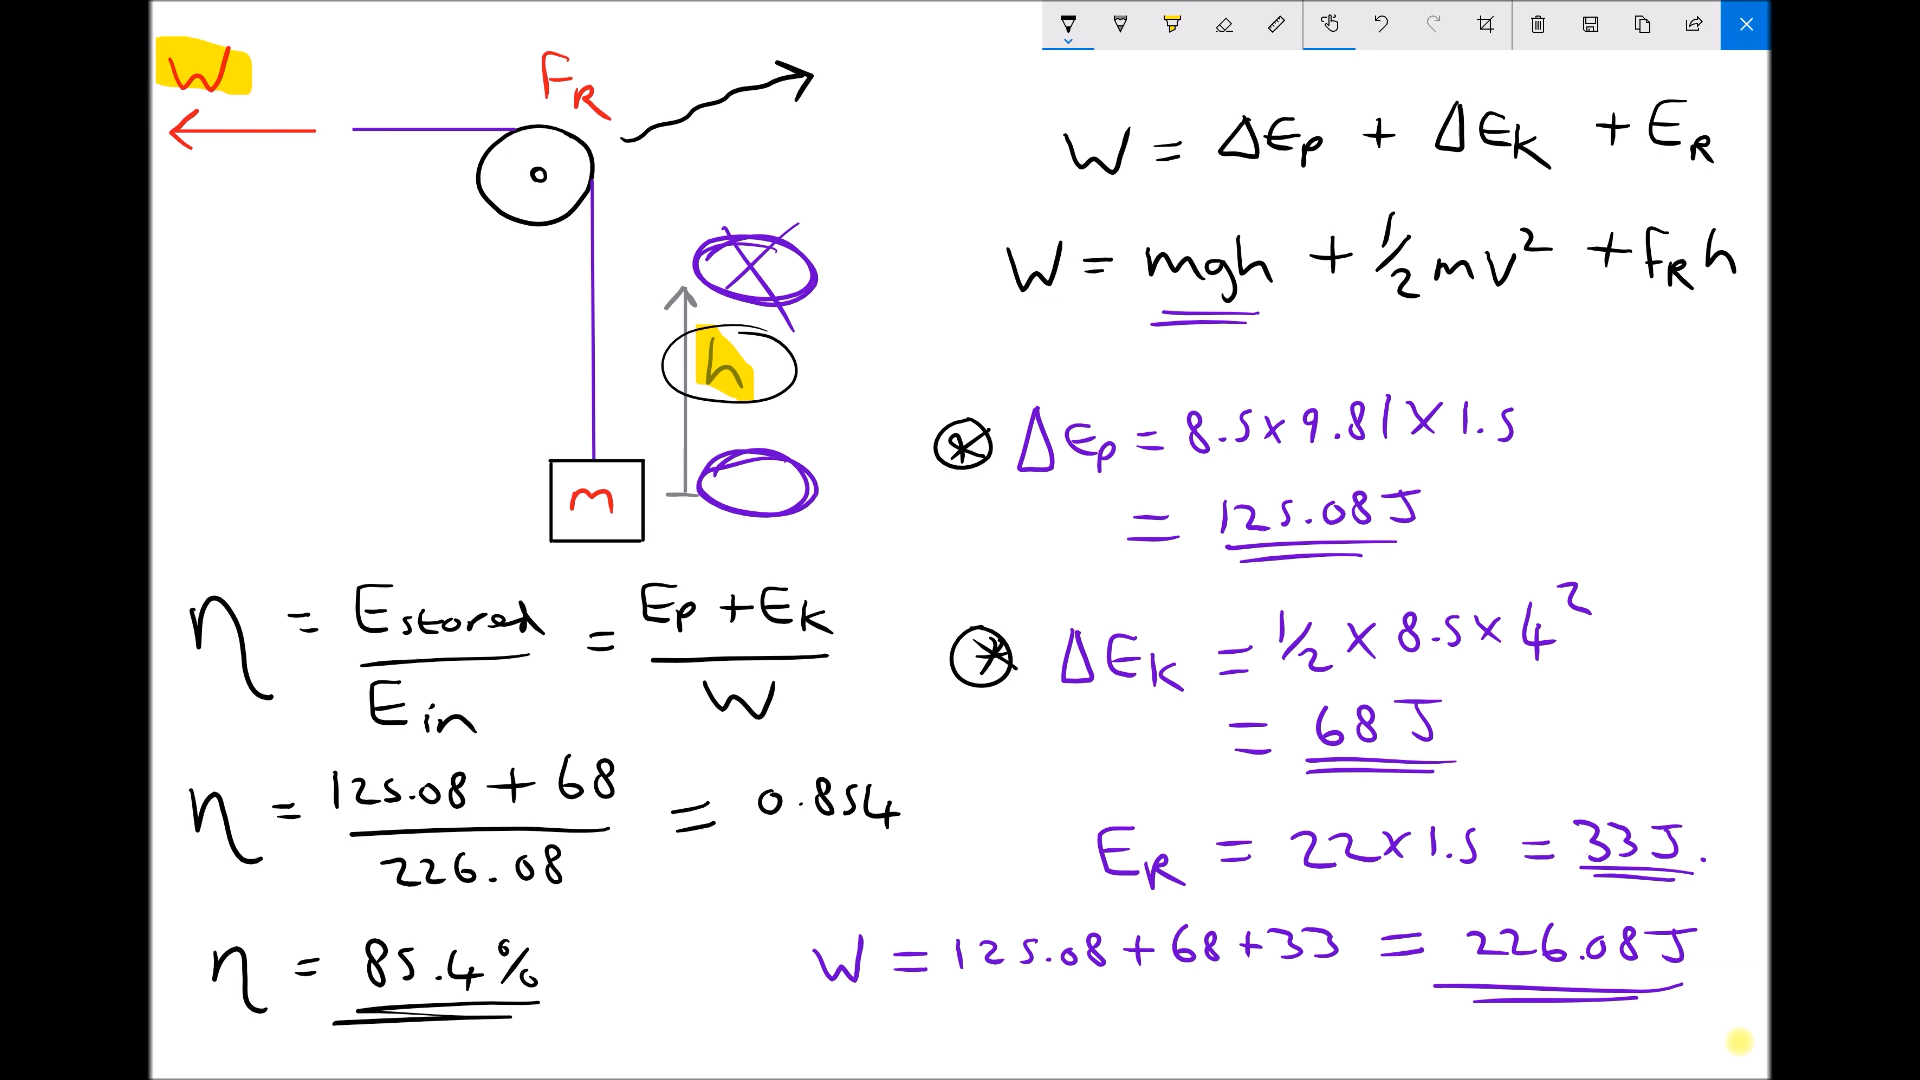 W
F_R
h
m
W = ΔE_P + ΔE_K + E_R
W = mgh + 1/2 mv² + F_R h
ΔE_P = 8.5 × 9.81 × 1.5
= 125.08 J
ΔE_K = 1/2 × 8.5 × 4²
= 68 J
E_R = 22 × 1.5 = 33 J.
W = 125.08 + 68 + 33 = 226.08 J
η = E_stored / E_in = E_P + E_K / W
η = 125.08 + 68 / 226.08 = 0.854
η = 85.4%